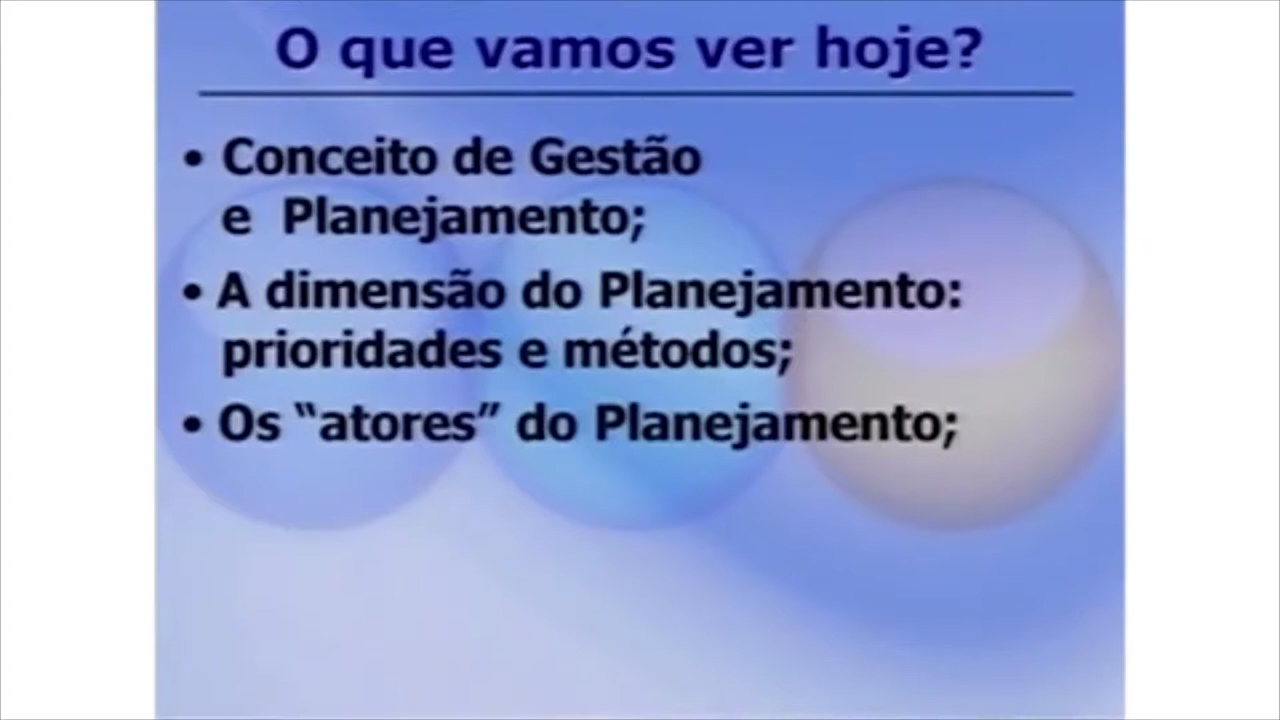 O que vamos ver hoje?
• Conceito de Gestão
e Planejamento;
• A dimensão do Planejamento:
prioridades e métodos;
• Os “atores” do Planejamento;